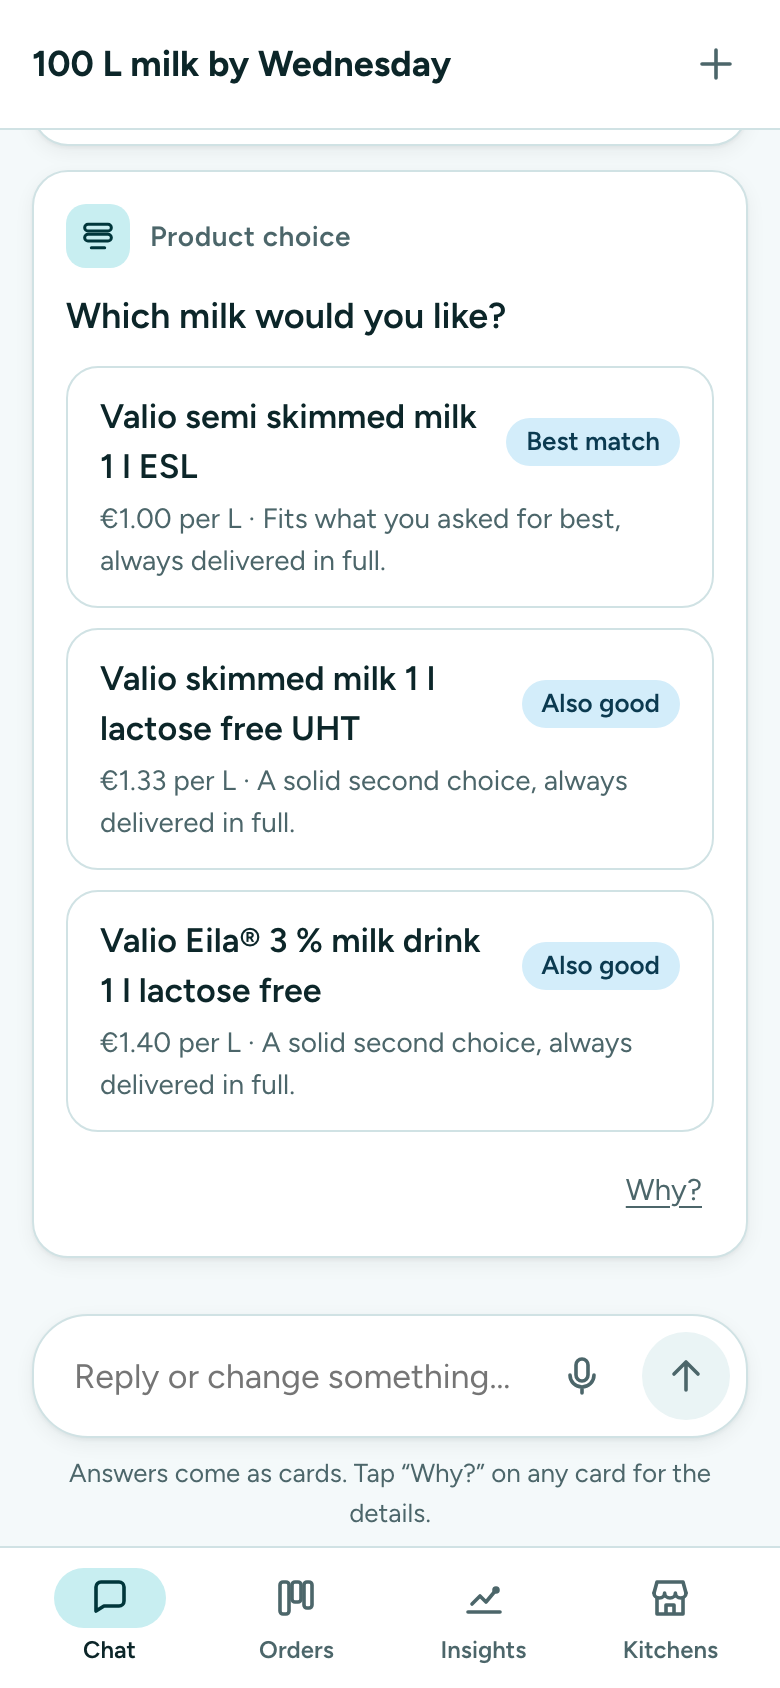 100 L milk by Wednesday
Product choice
Which milk would you like?
Valio semi skimmed milk
1 l ESL
Best match
€1.00 per L · Fits what you asked for best,
always delivered in full.
Valio skimmed milk 1 l
lactose free UHT
Also good
€1.33 per L · A solid second choice, always
delivered in full.
Valio Eila® 3 % milk drink
1 l lactose free
Also good
€1.40 per L · A solid second choice, always
delivered in full.
Why?
Reply or change something...
Answers come as cards. Tap “Why?” on any card for the
details.
Chat
Orders
Insights
Kitchens